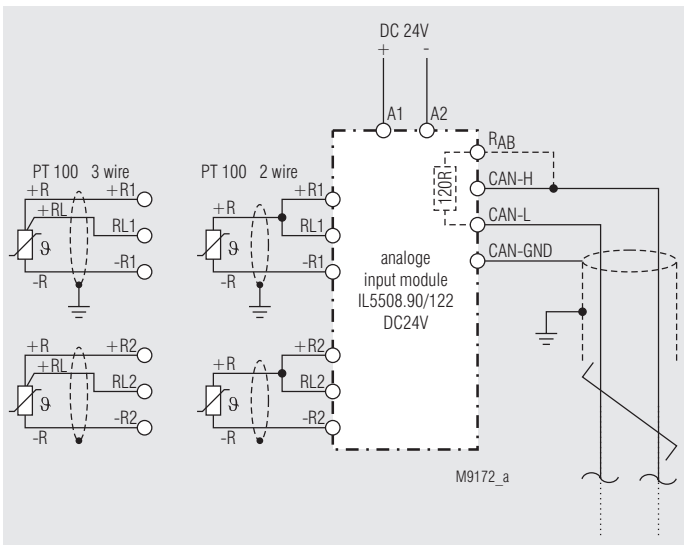 DC 24V
+ -
A1 A2
RAB
120R
CAN-H
CAN-L
CAN-GND
PT 100 3 wire
+R +R1
+RL RL1
ϑ
-R -R1
PT 100 2 wire
+R +R1
RL1
ϑ
-R -R1
analoge
input module
IL5508.90/122
DC24V
+R +R2
+RL RL2
ϑ
-R -R2
+R +R2
RL2
ϑ
-R -R2
M9172_a